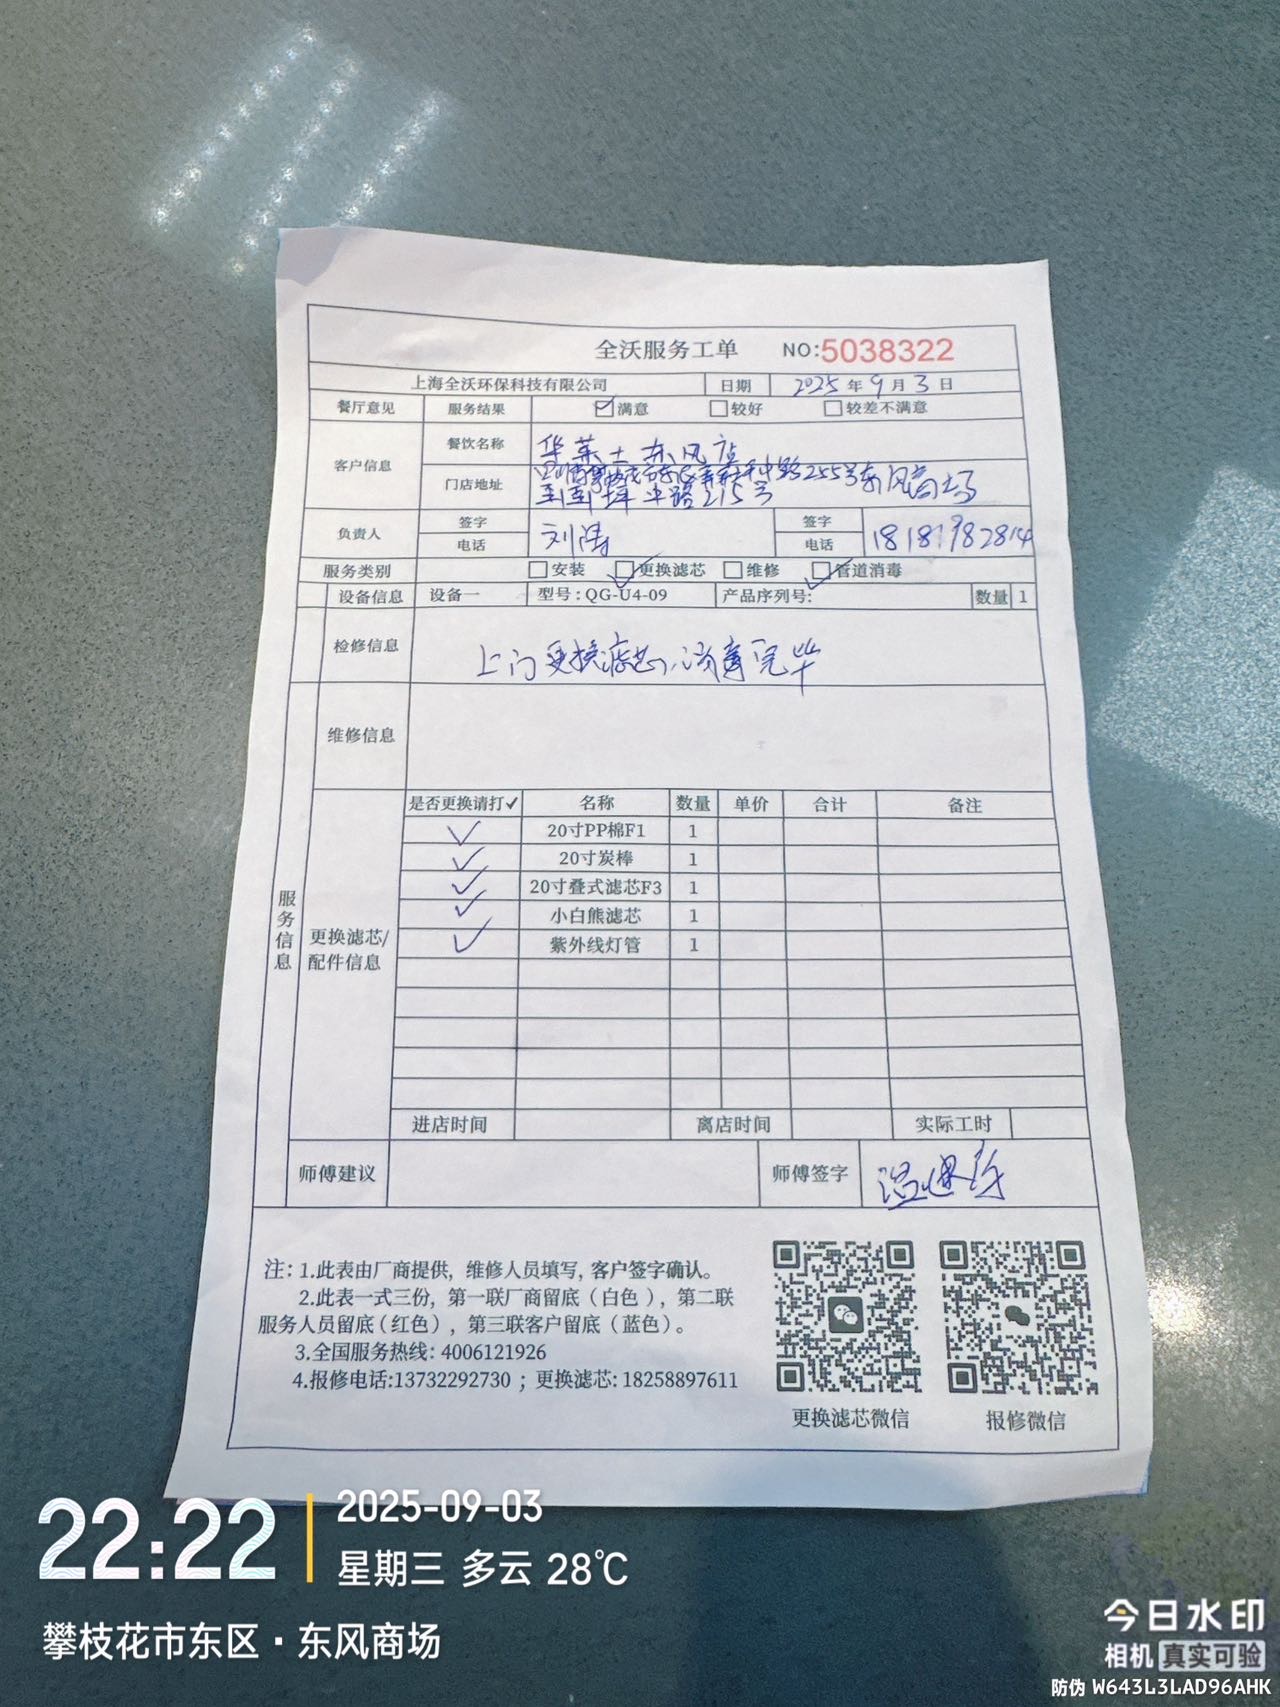 全沃服务工单 NO:5038322
上海全沃环保科技有限公司 日期 2025 年 9 月 3 日
餐厅意见 服务结果 ☑满意 □较好 □较差不满意
客户信息 餐饮名称 华莱士东风店
门店地址 中路255号东风商场
坪中路215号
负责人 签字 刘涛 签字
电话 电话 18181982814
服务类别 □安装 ☑更换滤芯 □维修 ☑管道消毒
设备信息 设备一 型号:QG-U4-09 产品序列号: 数量 1
检修信息 上门更换滤芯,消毒完毕
维修信息
服务信息
更换滤芯/
配件信息
是否更换请打✓ 名称 数量 单价 合计 备注
✓ 20寸PP棉F1 1
✓ 20寸炭棒 1
✓ 20寸叠式滤芯F3 1
✓ 小白熊滤芯 1
✓ 紫外线灯管 1
进店时间 离店时间 实际工时
师傅建议 师傅签字
注:1.此表由厂商提供,维修人员填写,客户签字确认。
2.此表一式三份,第一联厂商留底(白色),第二联
服务人员留底(红色),第三联客户留底(蓝色)。
3.全国服务热线:4006121926
4.报修电话:13732292730 ;更换滤芯:18258897611
更换滤芯微信 报修微信
22:22 2025-09-03
星期三 多云 28℃
攀枝花市东区·东风商场
今日水印
相机 真实可验
防伪 W643L3LAD96AHK